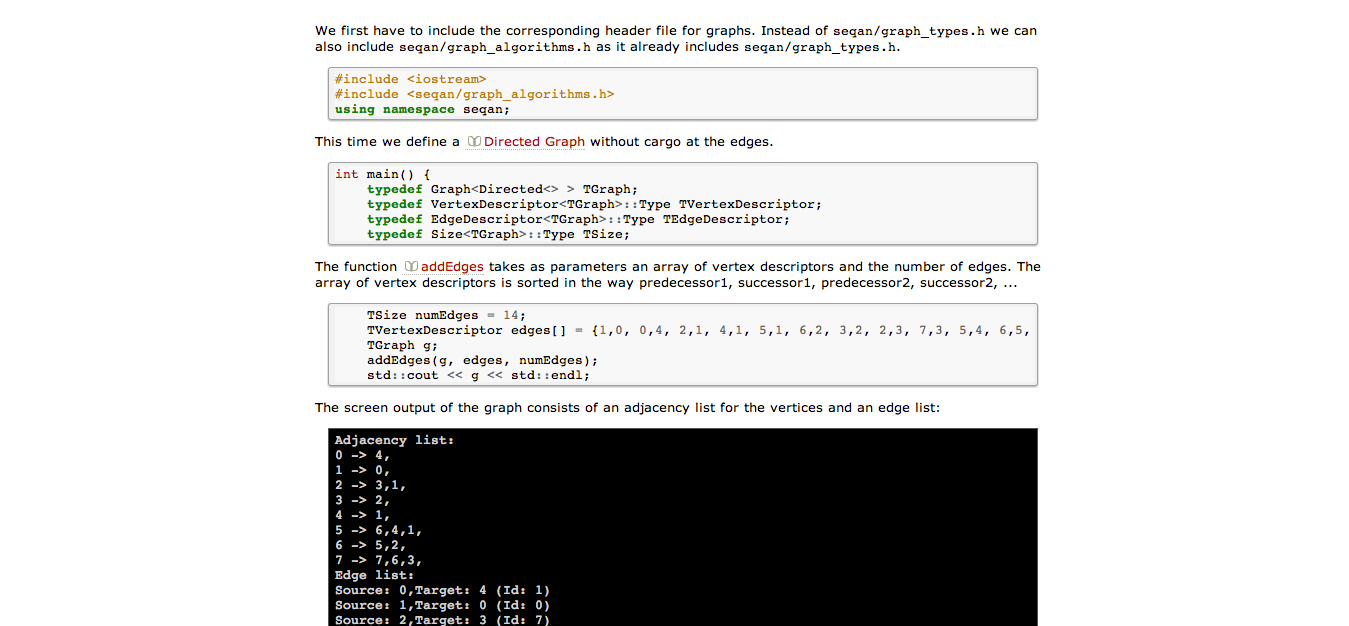 We first have to include the corresponding header file for graphs. Instead of seqan/graph_types.h we can
also include seqan/graph_algorithms.h as it already includes seqan/graph_types.h.
#include <iostream>
#include <seqan/graph_algorithms.h>
using namespace seqan;
This time we define a Directed Graph without cargo at the edges.
int main() {
    typedef Graph<Directed<> > TGraph;
    typedef VertexDescriptor<TGraph>::Type TVertexDescriptor;
    typedef EdgeDescriptor<TGraph>::Type TEdgeDescriptor;
    typedef Size<TGraph>::Type TSize;
The function addEdges takes as parameters an array of vertex descriptors and the number of edges. The
array of vertex descriptors is sorted in the way predecessor1, successor1, predecessor2, successor2, ...
    TSize numEdges = 14;
    TVertexDescriptor edges[] = {1,0, 0,4, 2,1, 4,1, 5,1, 6,2, 3,2, 2,3, 7,3, 5,4, 6,5,
    TGraph g;
    addEdges(g, edges, numEdges);
    std::cout << g << std::endl;
The screen output of the graph consists of an adjacency list for the vertices and an edge list:
Adjacency list:
0 -> 4,
1 -> 0,
2 -> 3,1,
3 -> 2,
4 -> 1,
5 -> 6,4,1,
6 -> 5,2,
7 -> 7,6,3,
Edge list:
Source: 0,Target: 4 (Id: 1)
Source: 1,Target: 0 (Id: 0)
Source: 2,Target: 3 (Id: 7)